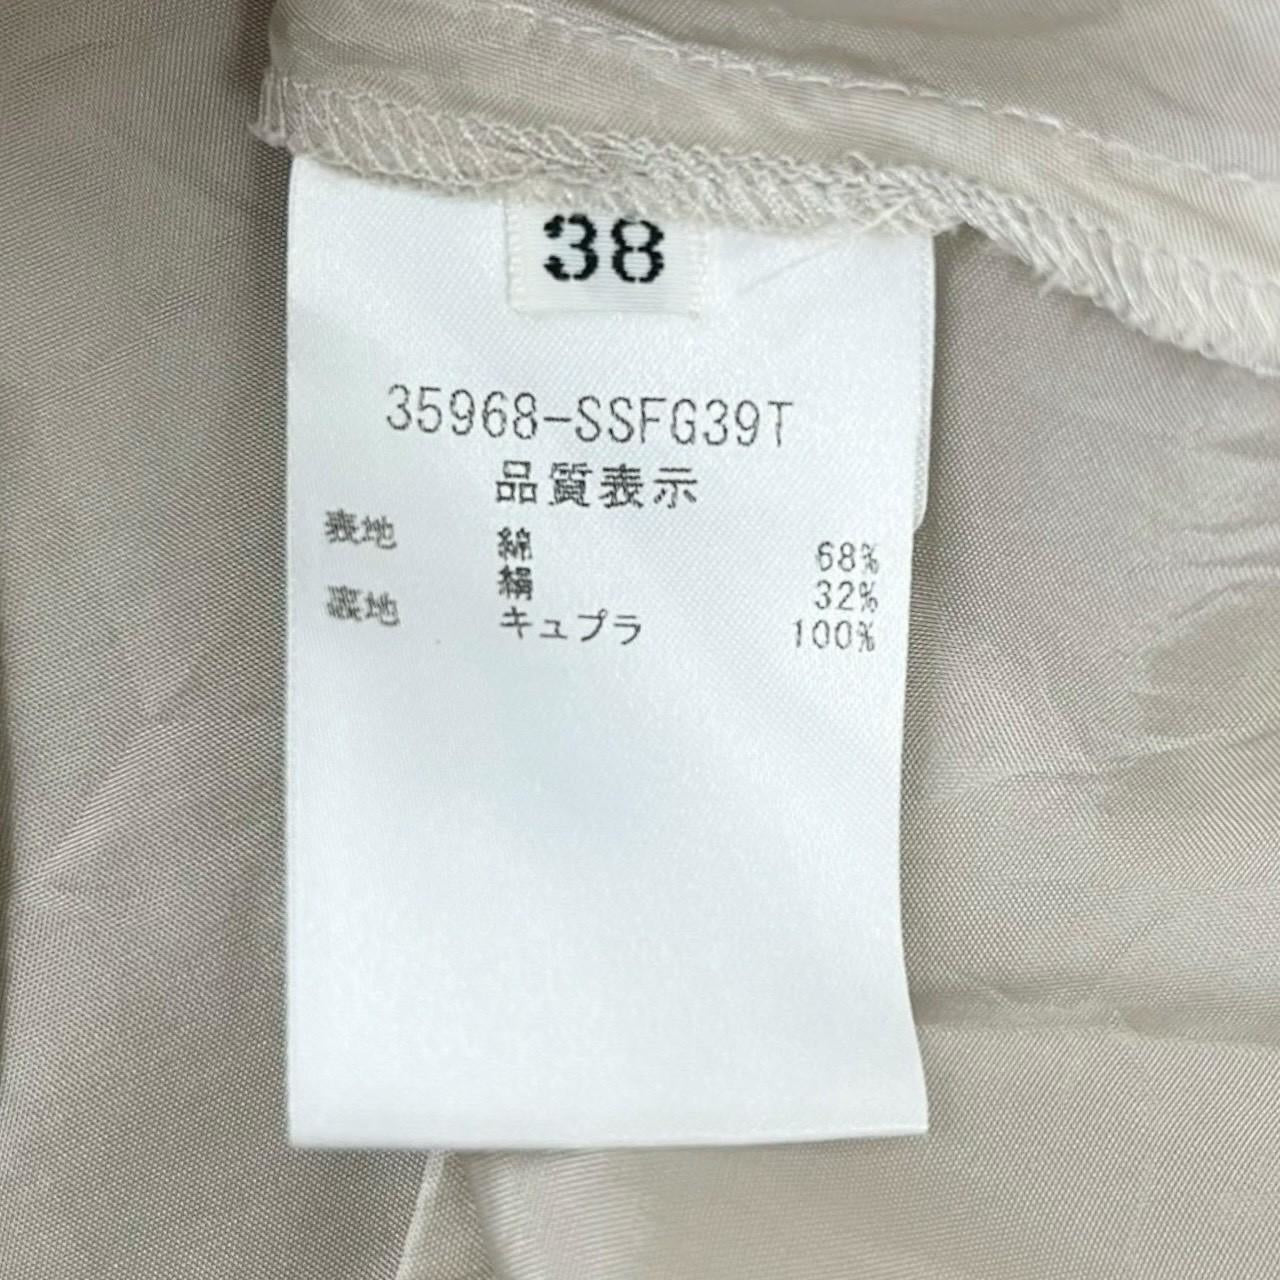 38
35968-SSFG39T
品質表示
表地 綿 68%
絹 32%
裏地 キュプラ 100%